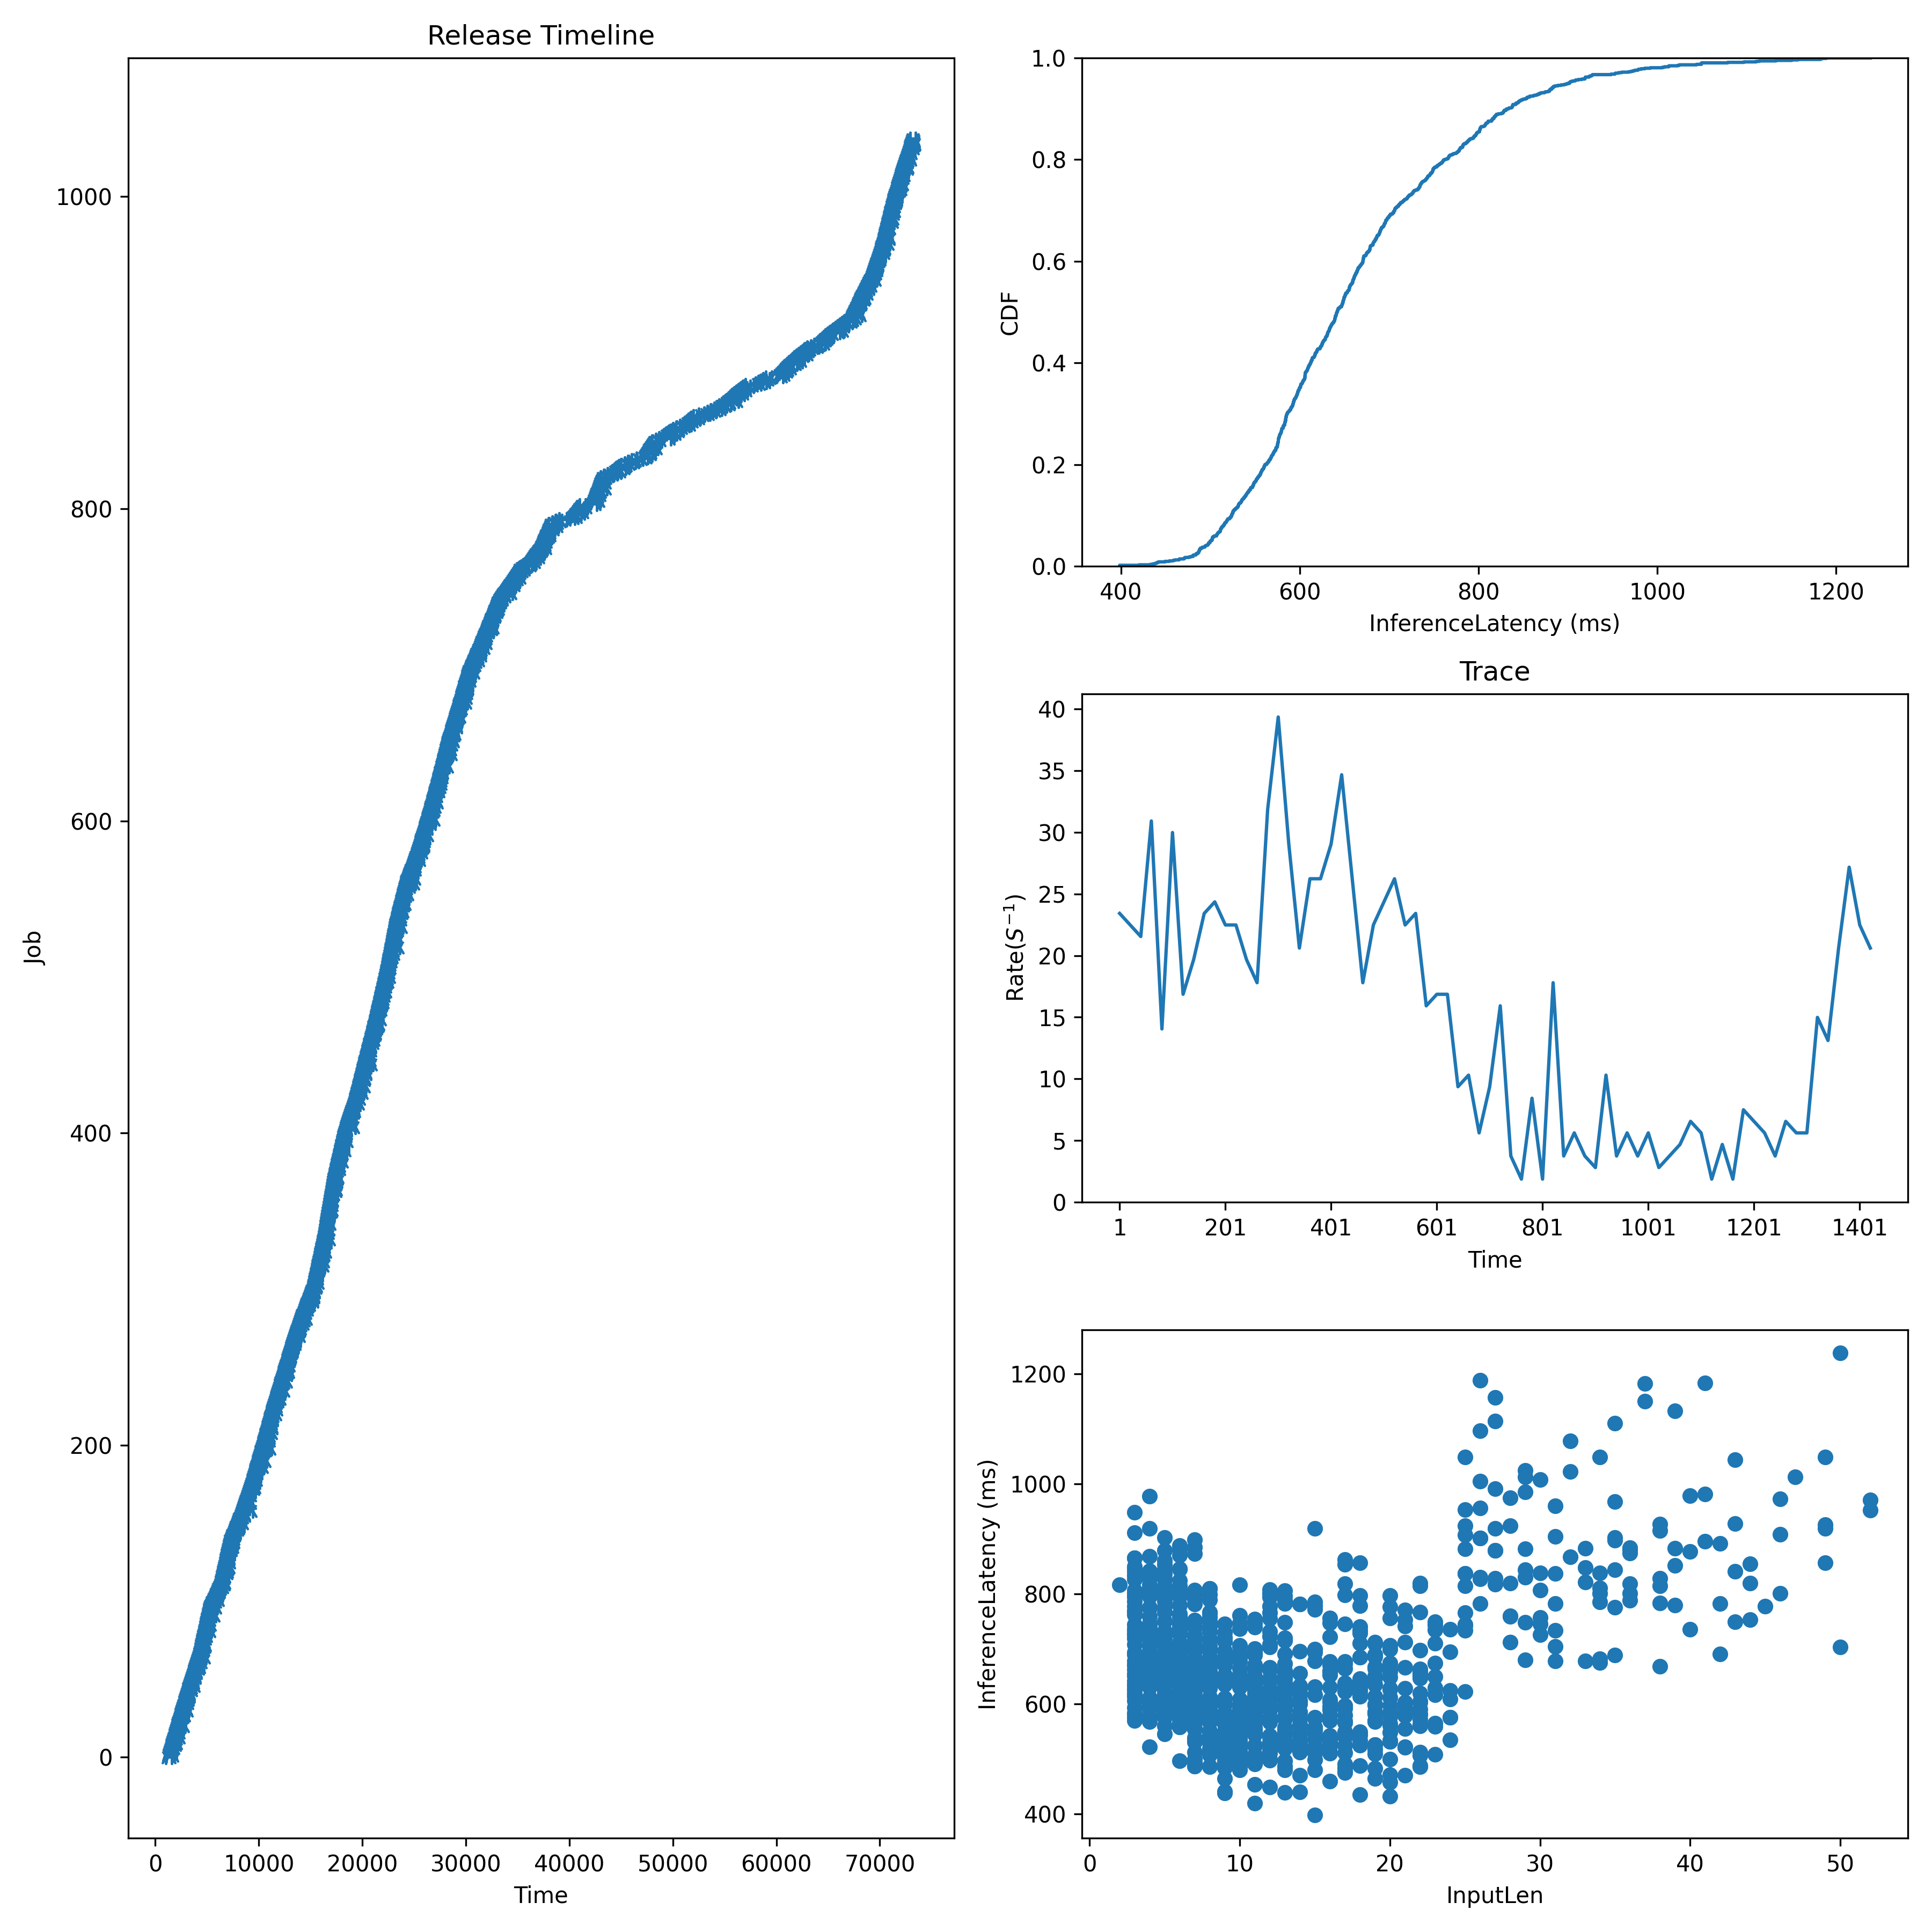 Release Timeline
Job
1000
800
600
400
200
0
0 10000 20000 30000 40000 50000 60000 70000
Time
CDF
1.0
0.8
0.6
0.4
0.2
0.0
400 600 800 1000 1200
InferenceLatency (ms)
Trace
Rate(S⁻¹)
40
35
30
25
20
15
10
5
0
1 201 401 601 801 1001 1201 1401
Time
InferenceLatency (ms)
1200
1000
800
600
400
0 10 20 30 40 50
InputLen